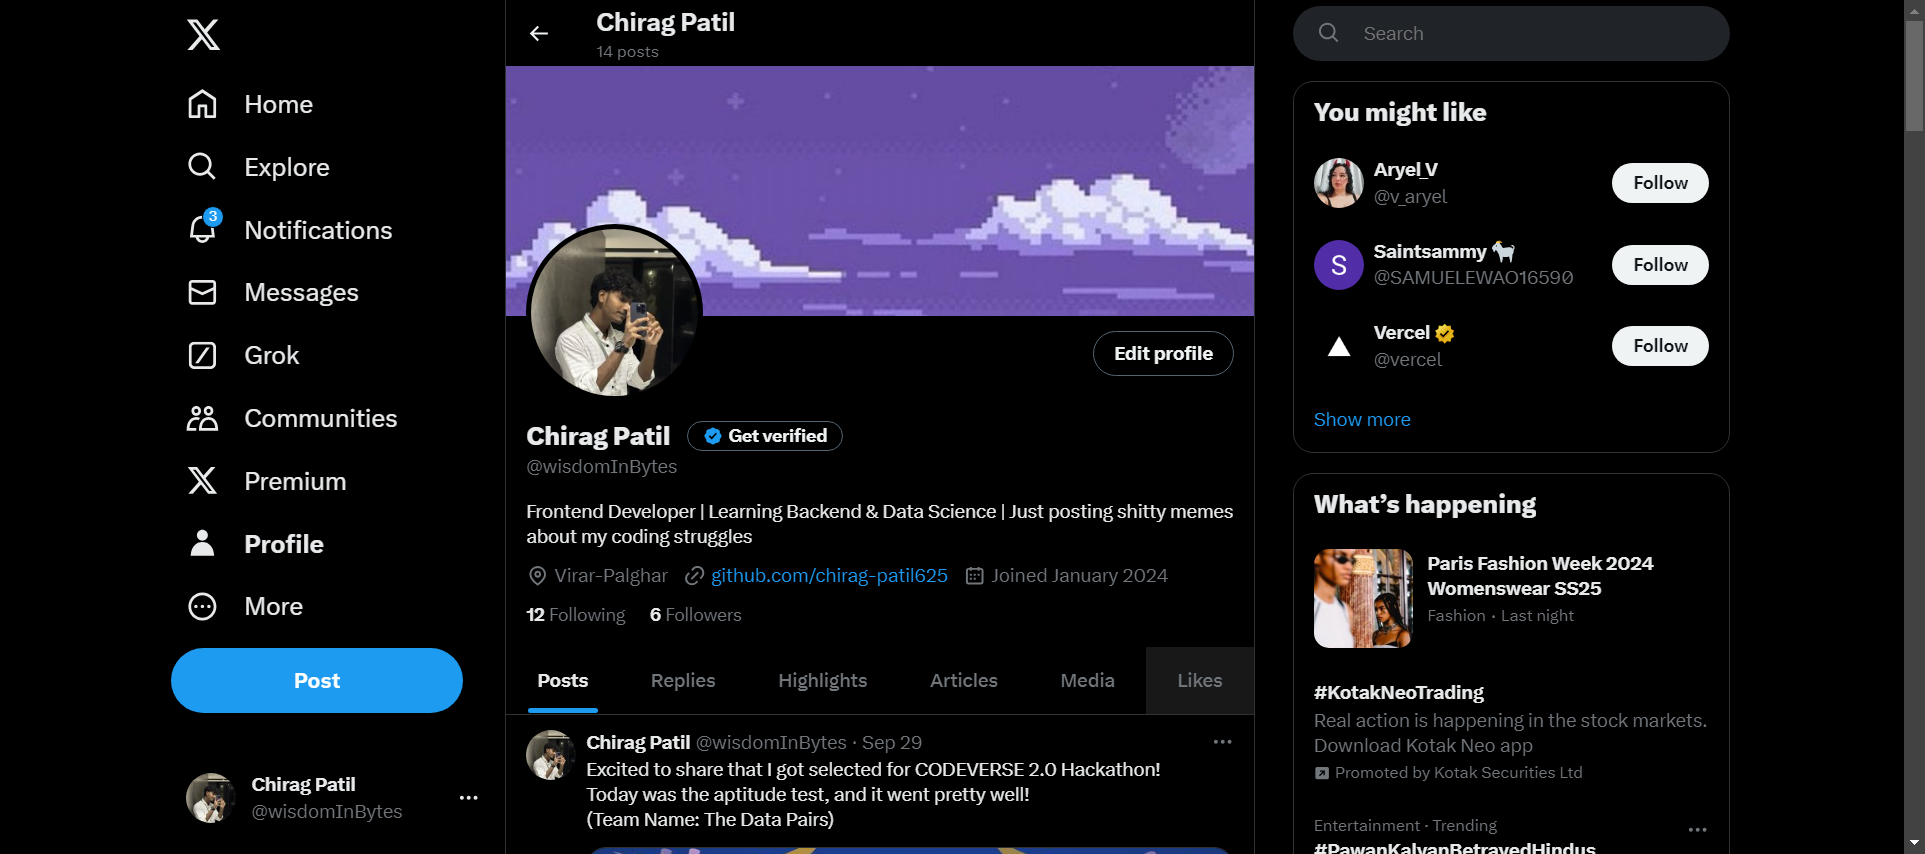 Home
Explore
3
Notifications
Messages
Grok
Communities
Premium
Profile
More
Post
Chirag Patil
@wisdomInBytes
Chirag Patil
14 posts
Edit profile
Chirag Patil
Get verified
@wisdomInBytes
Frontend Developer | Learning Backend & Data Science | Just posting shitty memes
about my coding struggles
Virar-Palghar github.com/chirag-patil625 Joined January 2024
12 Following 6 Followers
Posts Replies Highlights Articles Media Likes
Chirag Patil @wisdomInBytes · Sep 29
Excited to share that I got selected for CODEVERSE 2.0 Hackathon!
Today was the aptitude test, and it went pretty well!
(Team Name: The Data Pairs)
Search
You might like
Aryel_V
@v_aryel
Follow
S
Saintsammy 🐐
@SAMUELEWAO16590
Follow
Vercel
@vercel
Follow
Show more
What's happening
Paris Fashion Week 2024
Womenswear SS25
Fashion · Last night
#KotakNeoTrading
Real action is happening in the stock markets.
Download Kotak Neo app
Promoted by Kotak Securities Ltd
Entertainment · Trending
#PawanKalyanBetrayedHindus